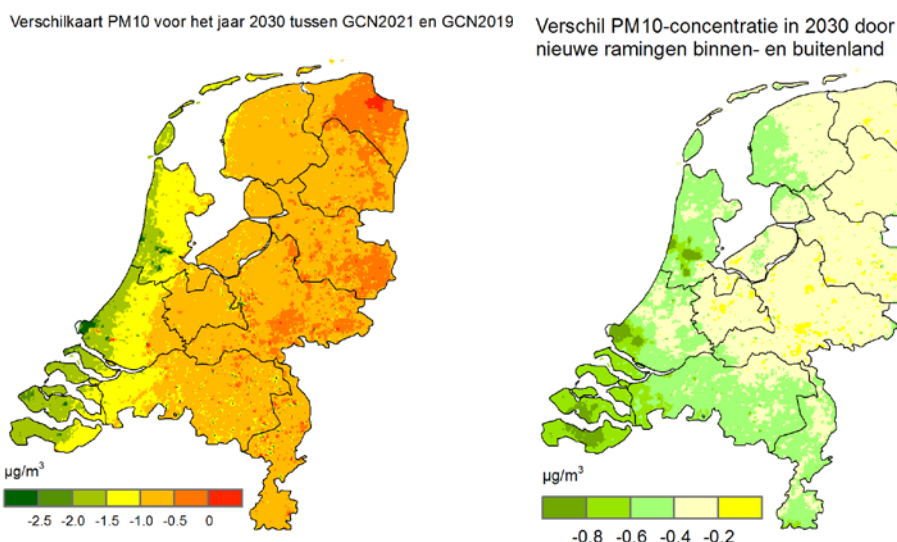 Verschilkaart PM10 voor het jaar 2030 tussen GCN2021 en GCN2019
µg/m³
-2.5 -2.0 -1.5 -1.0 -0.5 0
Verschil PM10-concentratie in 2030 door
nieuwe ramingen binnen- en buitenland
µg/m³
-0.8 -0.6 -0.4 -0.2